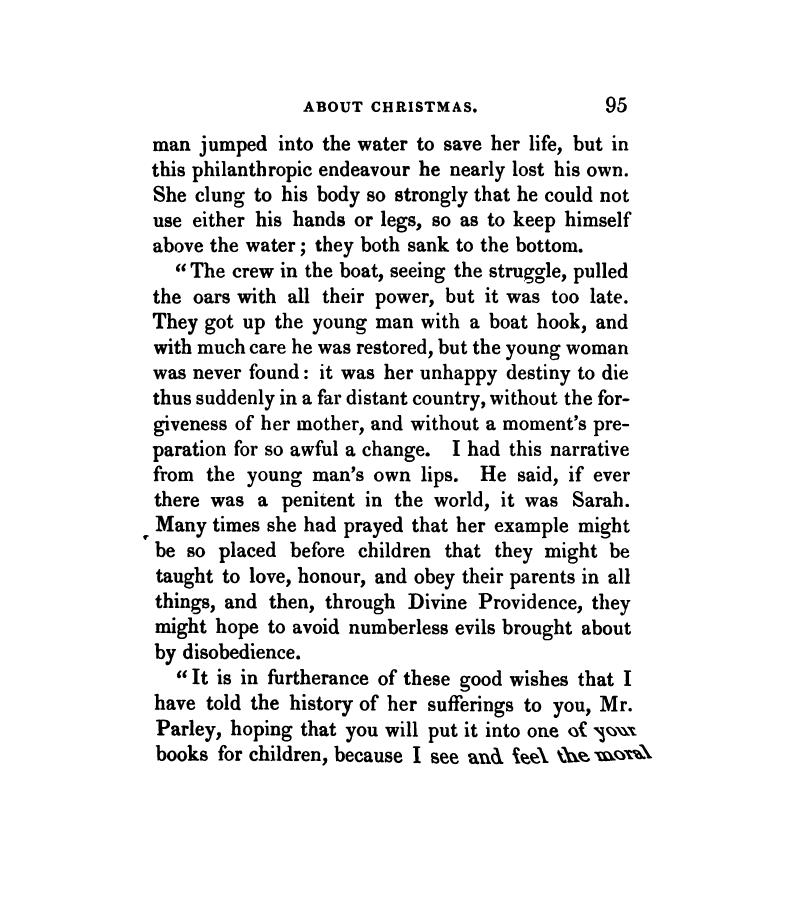 ABOUT CHRISTMAS. 95
man jumped into the water to save her life, but in
this philanthropic endeavour he nearly lost his own.
She clung to his body so strongly that he could not
use either his hands or legs, so as to keep himself
above the water; they both sank to the bottom.
"The crew in the boat, seeing the struggle, pulled
the oars with all their power, but it was too late.
They got up the young man with a boat hook, and
with much care he was restored, but the young woman
was never found: it was her unhappy destiny to die
thus suddenly in a far distant country, without the for-
giveness of her mother, and without a moment's pre-
paration for so awful a change. I had this narrative
from the young man's own lips. He said, if ever
there was a penitent in the world, it was Sarah.
Many times she had prayed that her example might
be so placed before children that they might be
taught to love, honour, and obey their parents in all
things, and then, through Divine Providence, they
might hope to avoid numberless evils brought about
by disobedience.
"It is in furtherance of these good wishes that I
have told the history of her sufferings to you, Mr.
Parley, hoping that you will put it into one of your
books for children, because I see and feel the moral